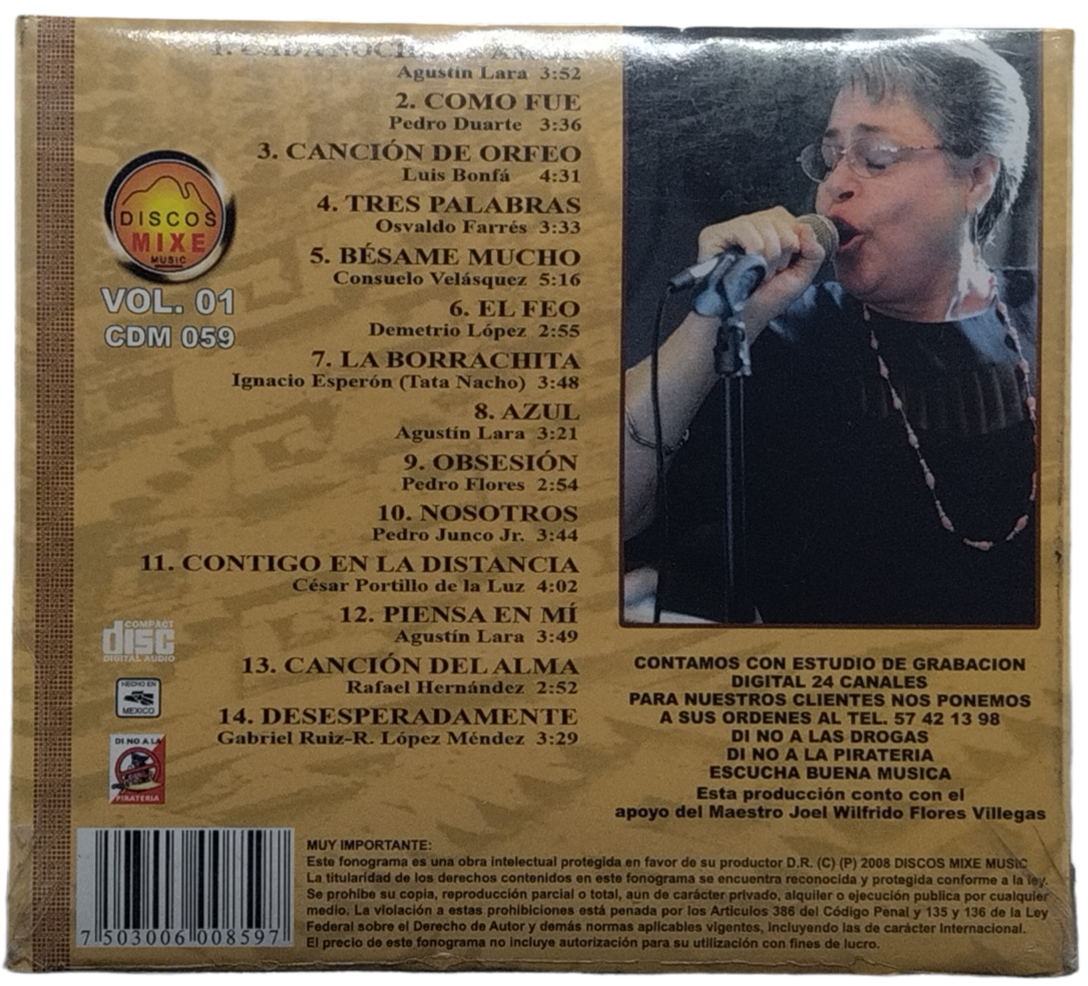 1. CADA NOCHE
Agustín Lara 3:52
2. COMO FUE
Pedro Duarte 3:36
3. CANCIÓN DE ORFEO
Luis Bonfá 4:31
4. TRES PALABRAS
Osvaldo Farrés 3:33
5. BÉSAME MUCHO
Consuelo Velásquez 5:16
6. EL FEO
Demetrio López 2:55
7. LA BORRACHITA
Ignacio Esperón (Tata Nacho) 3:48
8. AZUL
Agustín Lara 3:21
9. OBSESIÓN
Pedro Flores 2:54
10. NOSOTROS
Pedro Junco Jr. 3:44
11. CONTIGO EN LA DISTANCIA
César Portillo de la Luz 4:02
12. PIENSA EN MÍ
Agustín Lara 3:49
13. CANCIÓN DEL ALMA
Rafael Hernández 2:52
14. DESESPERADAMENTE
Gabriel Ruiz-R. López Méndez 3:29
DISCOS
MIXE
MUSIC
VOL. 01
CDM 059
COMPACT
disc
DIGITAL AUDIO
HECHO EN
MEXICO
DI NO A LA
PIRATERIA
CONTAMOS CON ESTUDIO DE GRABACION
DIGITAL 24 CANALES
PARA NUESTROS CLIENTES NOS PONEMOS
A SUS ORDENES AL TEL. 57 42 13 98
DI NO A LAS DROGAS
DI NO A LA PIRATERIA
ESCUCHA BUENA MUSICA
Esta producción conto con el
apoyo del Maestro Joel Wilfrido Flores Villegas
MUY IMPORTANTE:
Este fonograma es una obra intelectual protegida en favor de su productor D.R. (C) (P) 2008 DISCOS MIXE MUSIC
La titularidad de los derechos contenidos en este fonograma se encuentra reconocida y protegida conforme a la ley.
Se prohibe su copia, reproducción parcial o total, aun de carácter privado, alquiler o ejecución publica por cualquier
medio. La violación a estas prohibiciones está penada por los Articulos 386 del Código Penal y 135 y 136 de la Ley
Federal sobre el Derecho de Autor y demás normas aplicables vigentes, incluyendo las de carácter Internacional.
El precio de este fonograma no incluye autorización para su utilización con fines de lucro.
7 503006 008597